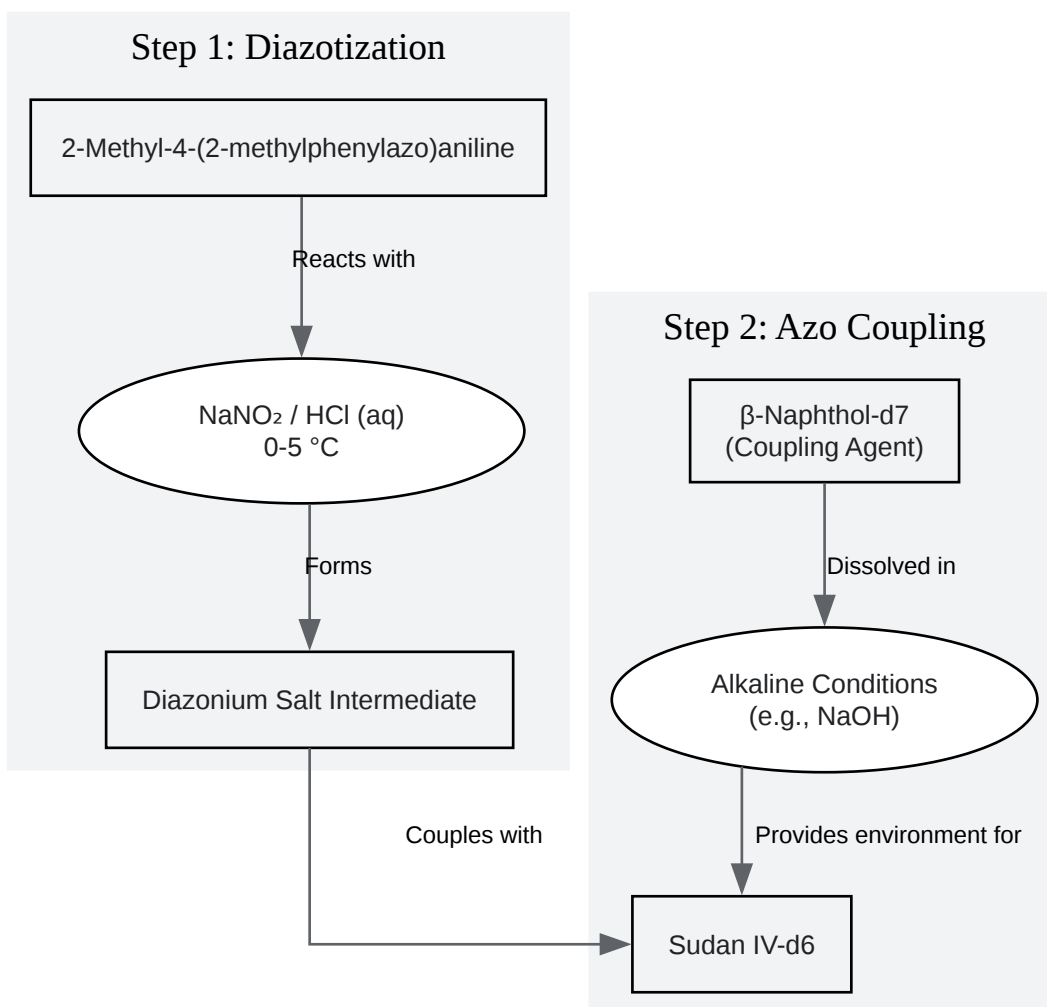 Step 1: Diazotization
2-Methyl-4-(2-methylphenylazo)aniline
Reacts with
NaNO₂ / HCl (aq)
0-5 °C
Forms
Diazonium Salt Intermediate
Couples with
Step 2: Azo Coupling
β-Naphthol-d7
(Coupling Agent)
Dissolved in
Alkaline Conditions
(e.g., NaOH)
Provides environment for
Sudan IV-d6